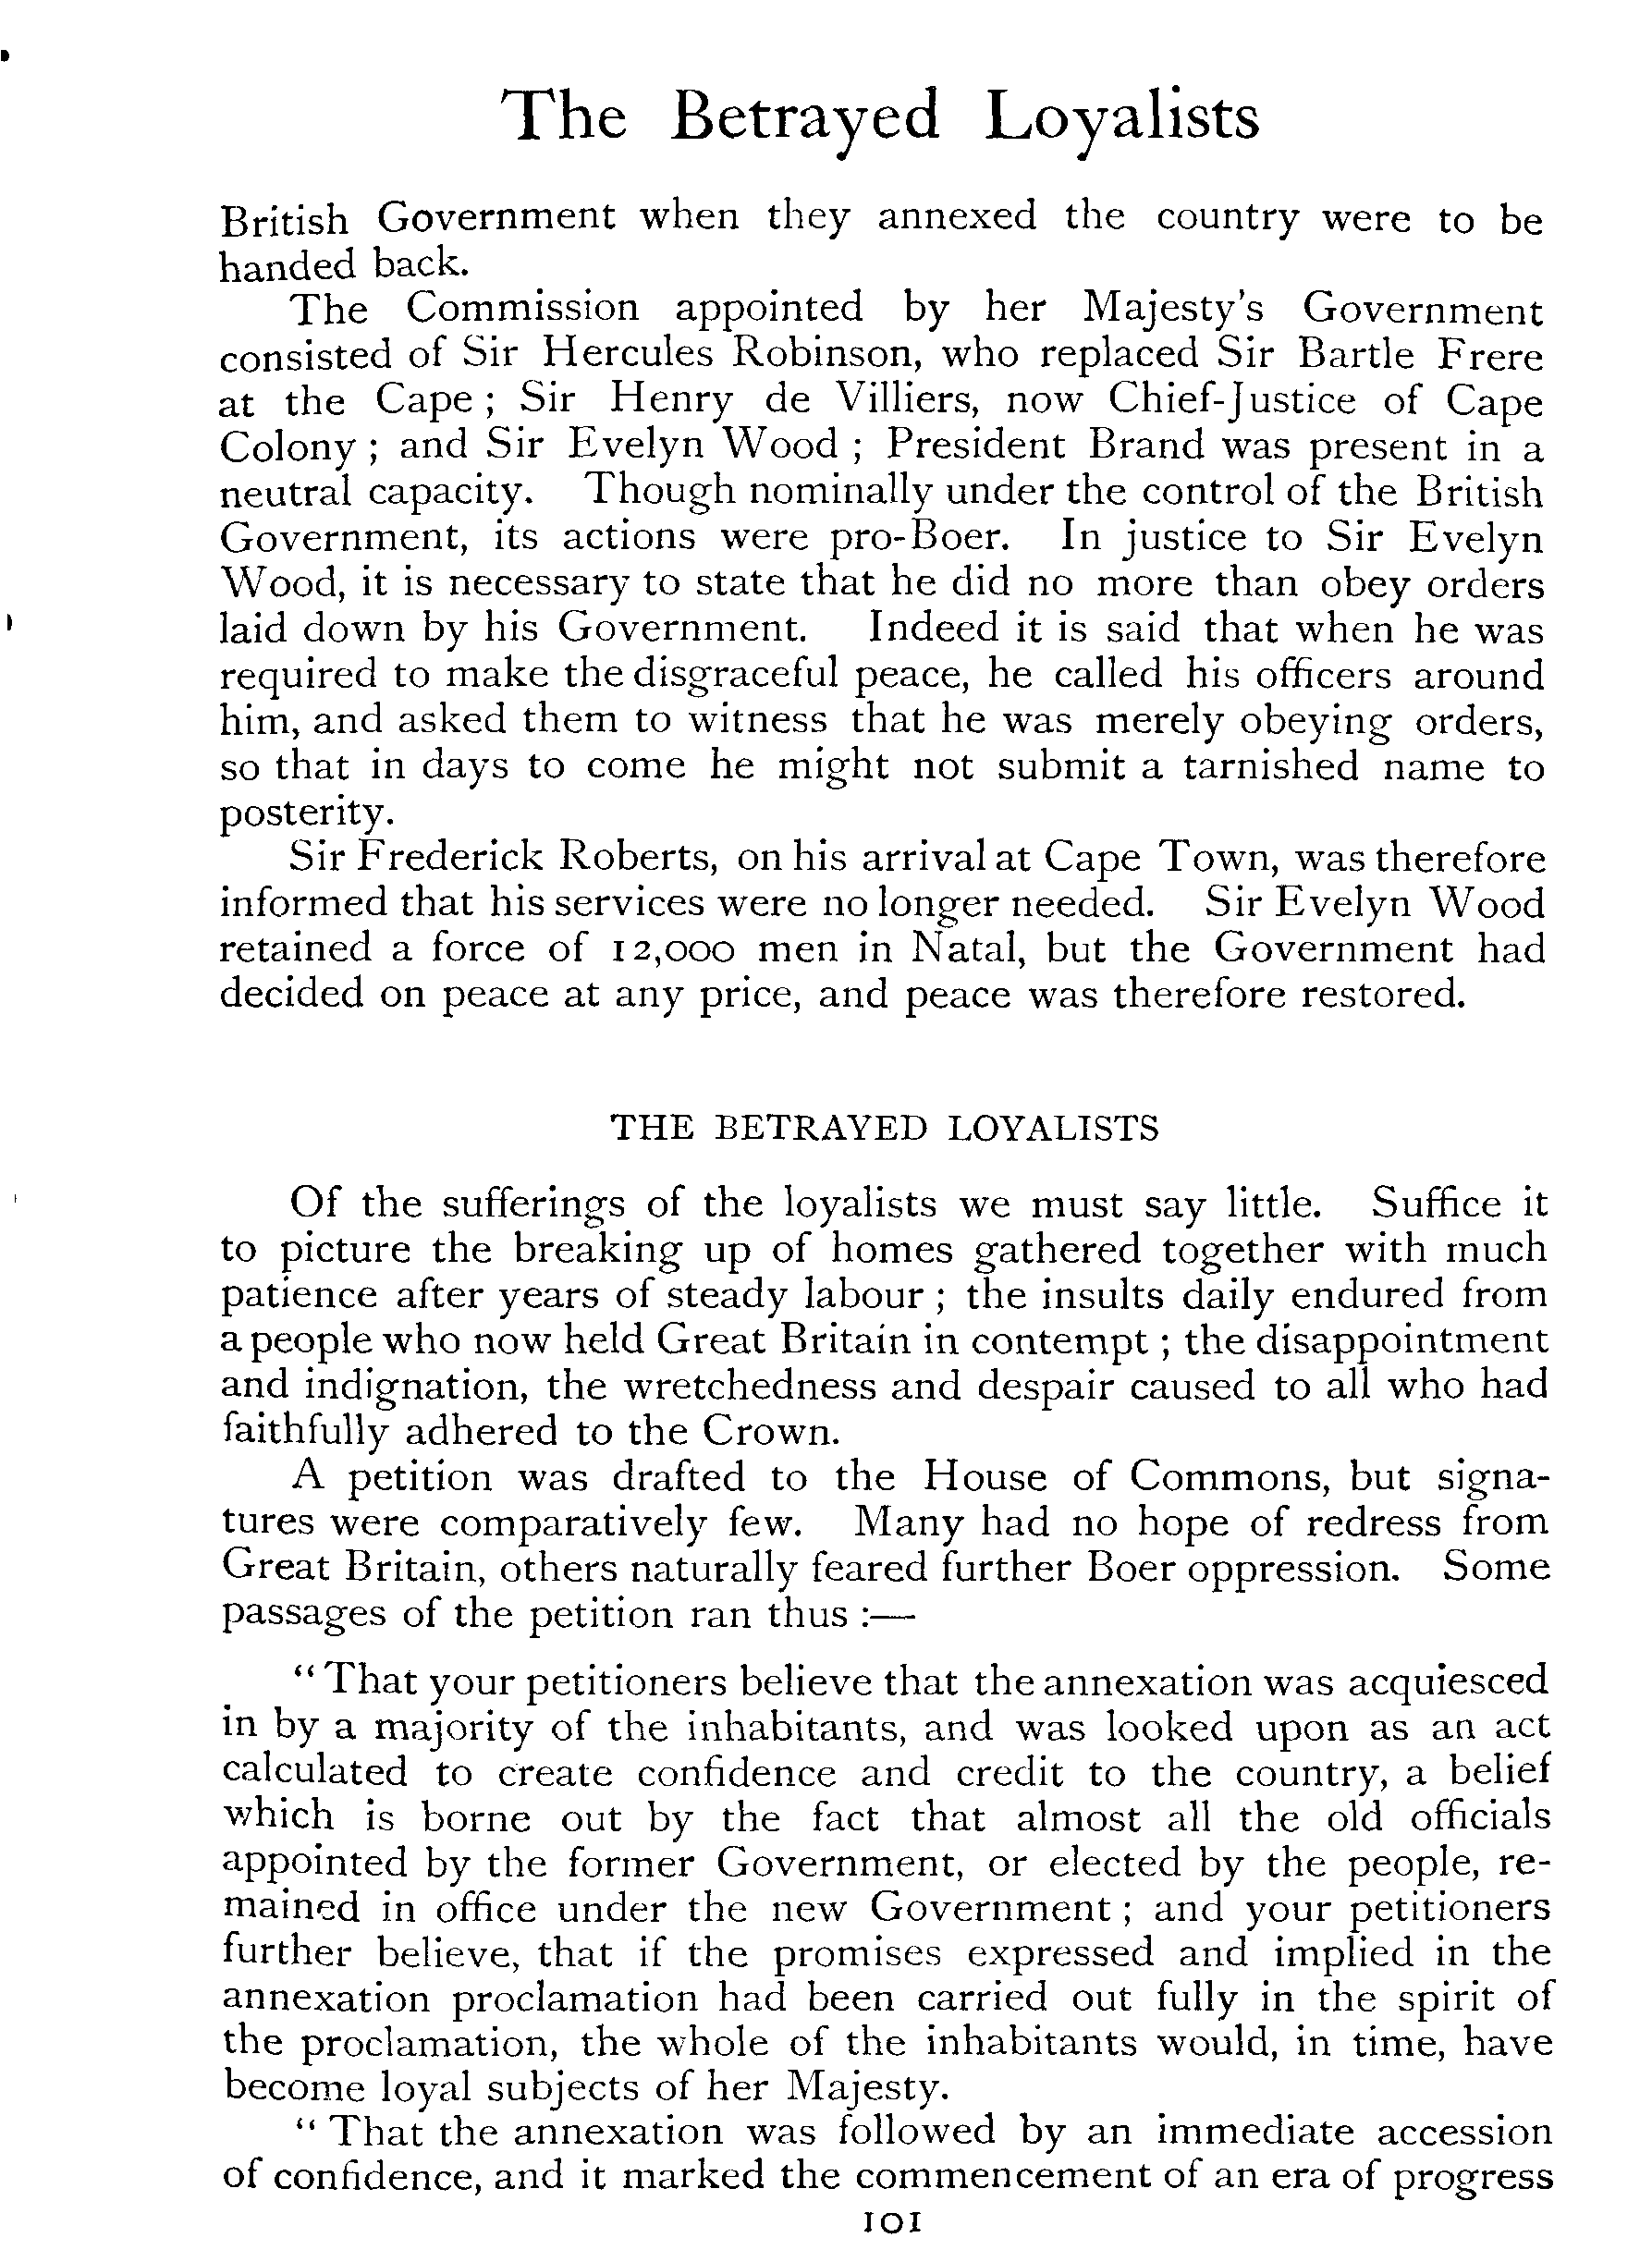 The Betrayed Loyalists
British Government when they annexed the country were to be
handed back.
The Commission appointed by her Majesty's Government
consisted of Sir Hercules Robinson, who replaced Sir Bartle Frere
at the Cape ; Sir Henry de Villiers, now Chief-Justice of Cape
Colony ; and Sir Evelyn Wood ; President Brand was present in a
neutral capacity. Though nominally under the control of the British
Government, its actions were pro-Boer. In justice to Sir Evelyn
Wood, it is necessary to state that he did no more than obey orders
laid down by his Government. Indeed it is said that when he was
required to make the disgraceful peace, he called his officers around
him, and asked them to witness that he was merely obeying orders,
so that in days to come he might not submit a tarnished name to
posterity.
Sir Frederick Roberts, on his arrival at Cape Town, was therefore
informed that his services were no longer needed. Sir Evelyn Wood
retained a force of 12,000 men in Natal, but the Government had
decided on peace at any price, and peace was therefore restored.
THE BETRAYED LOYALISTS
Of the sufferings of the loyalists we must say little. Suffice it
to picture the breaking up of homes gathered together with much
patience after years of steady labour ; the insults daily endured from
a people who now held Great Britain in contempt ; the disappointment
and indignation, the wretchedness and despair caused to all who had
faithfully adhered to the Crown.
A petition was drafted to the House of Commons, but signa-
tures were comparatively few. Many had no hope of redress from
Great Britain, others naturally feared further Boer oppression. Some
passages of the petition ran thus :—
“ That your petitioners believe that the annexation was acquiesced
in by a majority of the inhabitants, and was looked upon as an act
calculated to create confidence and credit to the country, a belief
which is borne out by the fact that almost all the old officials
appointed by the former Government, or elected by the people, re-
mained in office under the new Government ; and your petitioners
further believe, that if the promises expressed and implied in the
annexation proclamation had been carried out fully in the spirit of
the proclamation, the whole of the inhabitants would, in time, have
become loyal subjects of her Majesty.
“ That the annexation was followed by an immediate accession
of confidence, and it marked the commencement of an era of progress
101